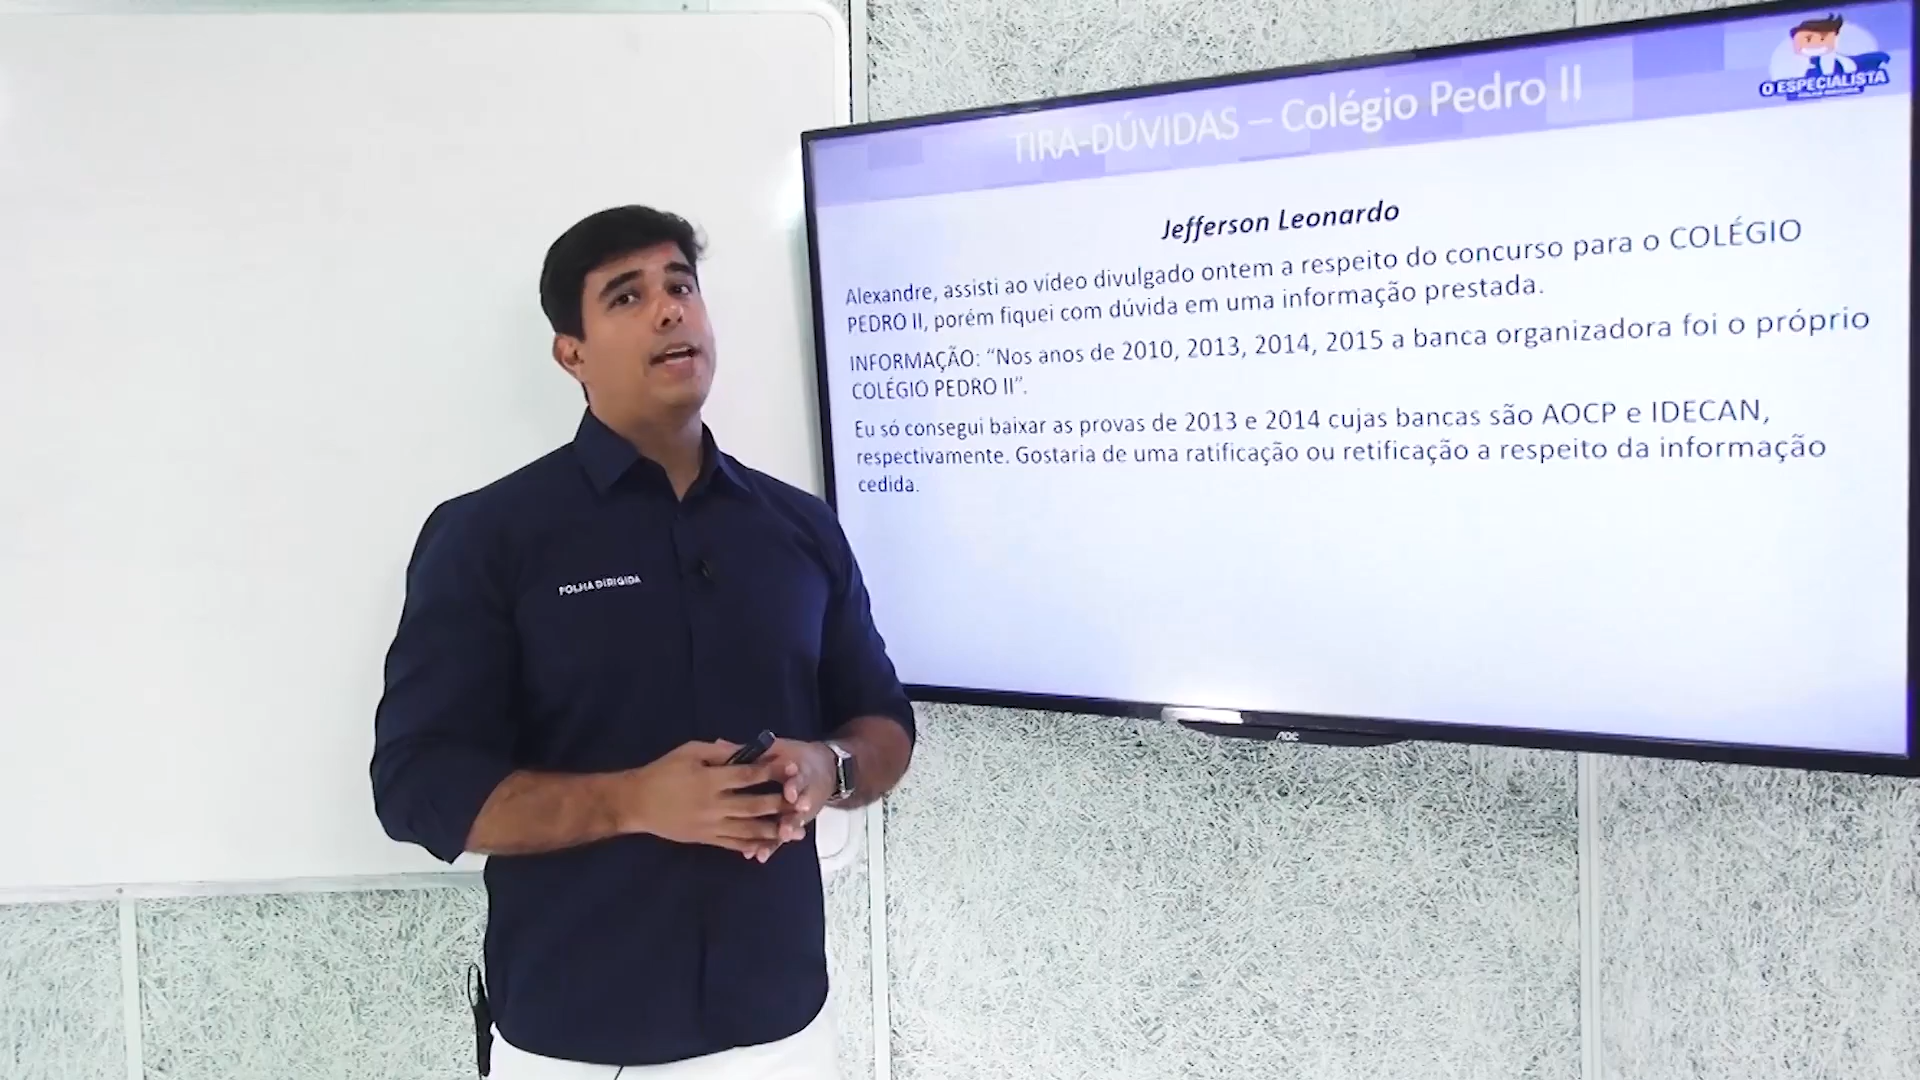 TIRA-DÚVIDAS – Colégio Pedro II
O ESPECIALISTA
Jefferson Leonardo
Alexandre, assisti ao vídeo divulgado ontem a respeito do concurso para o COLÉGIO
PEDRO II, porém fiquei com dúvida em uma informação prestada.
INFORMAÇÃO: “Nos anos de 2010, 2013, 2014, 2015 a banca organizadora foi o próprio
COLÉGIO PEDRO II”.
Eu só consegui baixar as provas de 2013 e 2014 cujas bancas são AOCP e IDECAN,
respectivamente. Gostaria de uma ratificação ou retificação a respeito da informação
cedida.
FOLHA DIRIGIDA
AOC